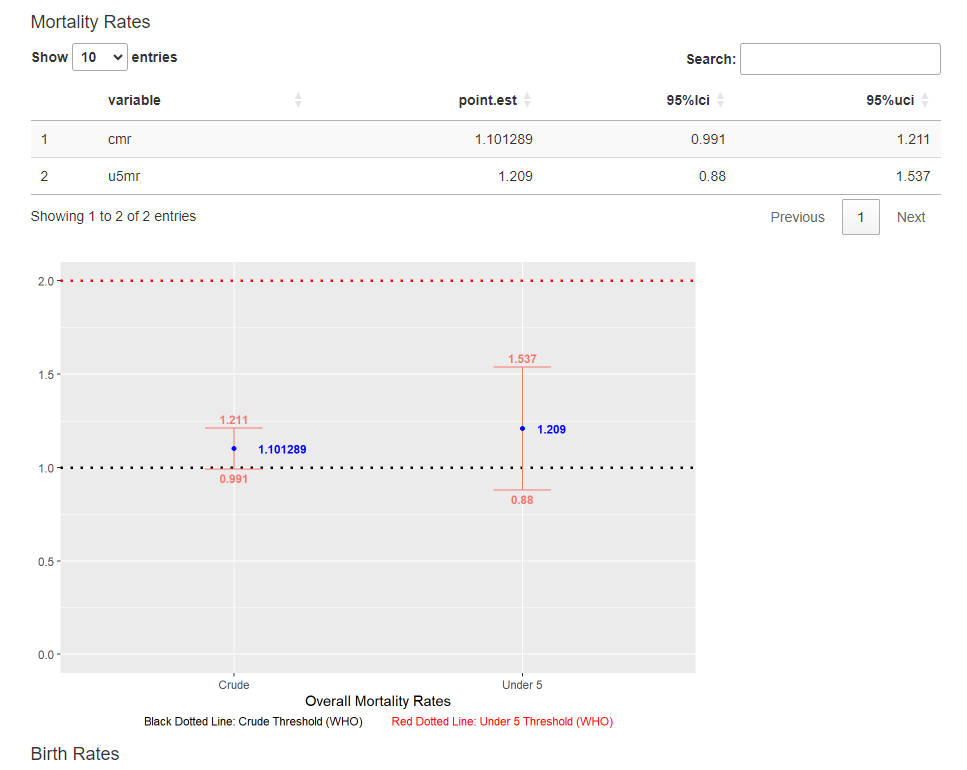 Mortality Rates
Show 10 entries Search:
variable point.est 95%lci 95%uci
1 cmr 1.101289 0.991 1.211
2 u5mr 1.209 0.88 1.537
Showing 1 to 2 of 2 entries Previous 1 Next
2.0
1.537
1.5
1.211
1.209
1.101289
1.0
0.991
0.88
0.5
0.0
Crude Under 5
Overall Mortality Rates
Black Dotted Line: Crude Threshold (WHO) Red Dotted Line: Under 5 Threshold (WHO)
Birth Rates